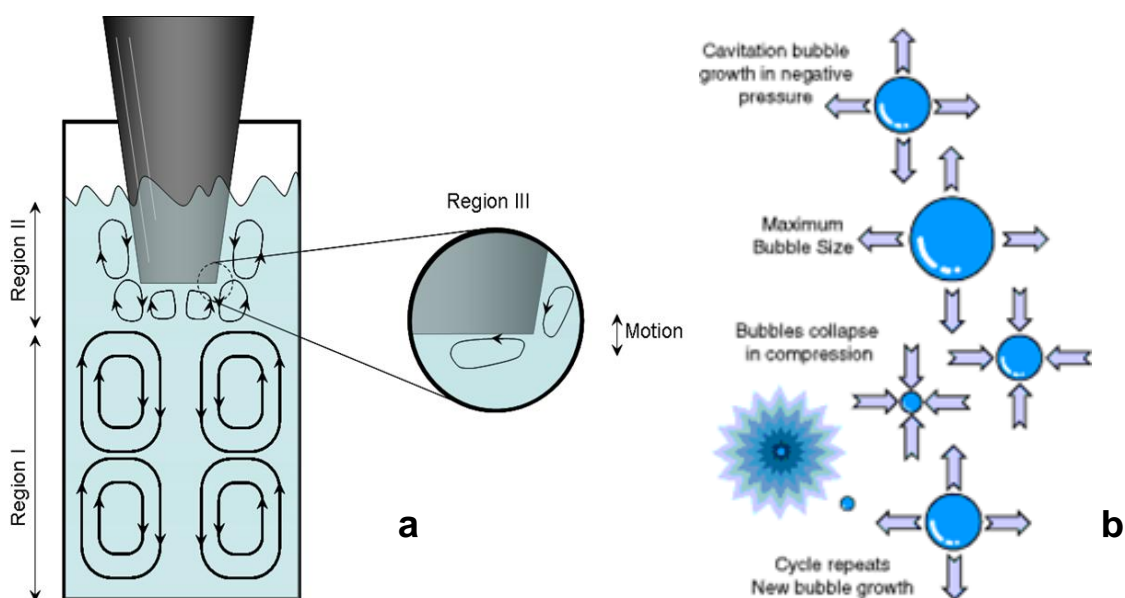 Region II
Region I
Region III
Motion
a
Cavitation bubble
growth in negative
pressure
Maximum
Bubble Size
Bubbles collapse
in compression
Cycle repeats
New bubble growth
b